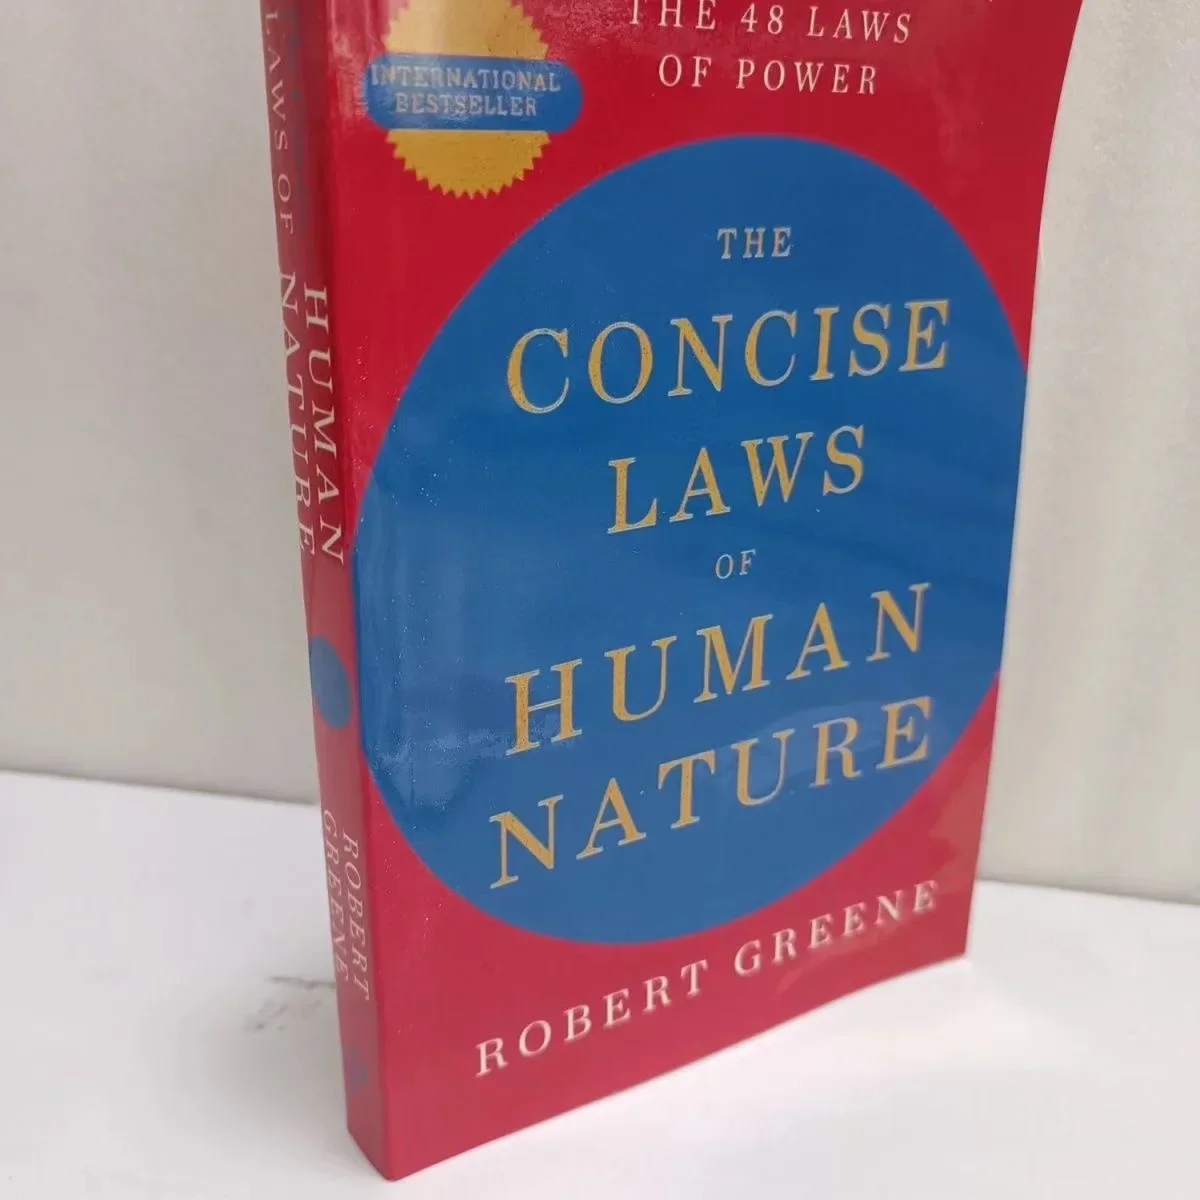 THE 48 LAWS
OF POWER
INTERNATIONAL
BESTSELLER
THE
CONCISE
LAWS
OF
HUMAN
NATURE
ROBERT GREENE
LAWS OF
HUMAN
NATURE
ROBERT
GREENE